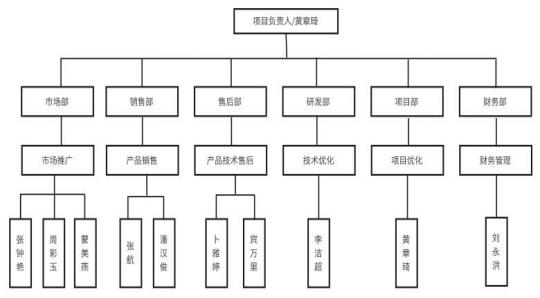 项目负责人/黄章琦
市场部
销售部
售后部
研发部
项目部
财务部
市场推广
产品销售
产品技术售后
技术优化
项目优化
财务管理
张钟艳
周彩玉
蒙美燕
张航
潘汉俊
卜雅婷
宾万里
李洁超
黄章琦
刘永洪